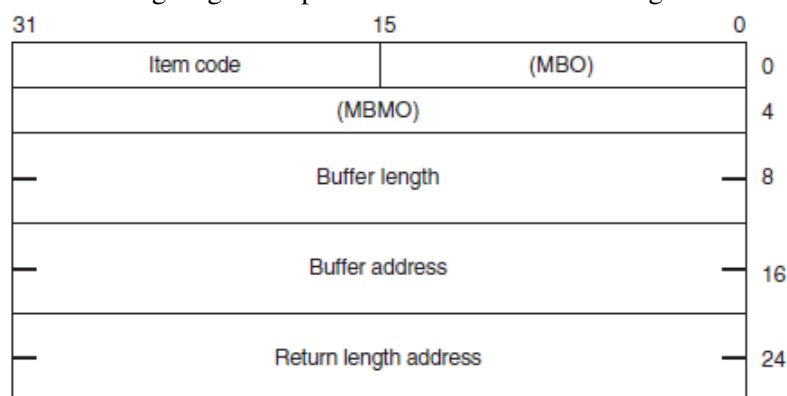 31 15 0
Item code (MBO) 0
(MBMO) 4
Buffer length 8
Buffer address 16
Return length address 24